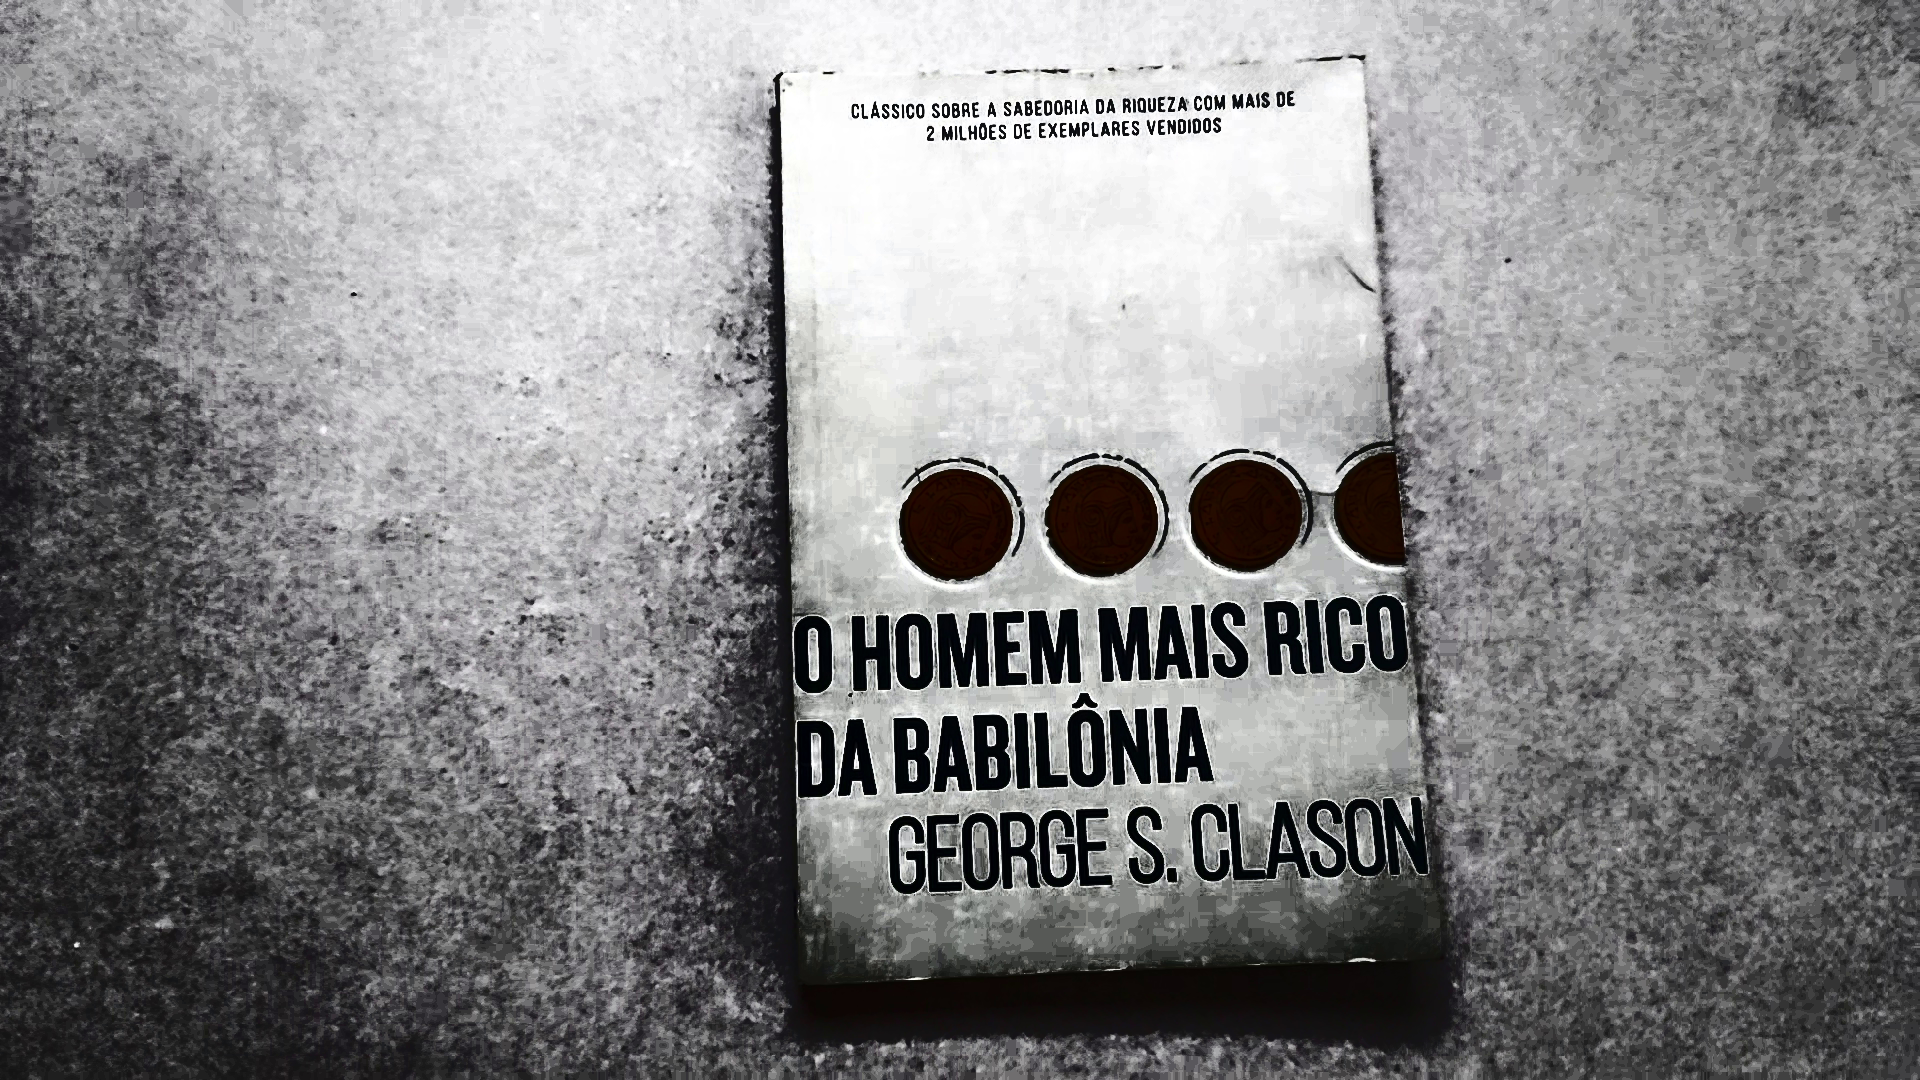 CLÁSSICO SOBRE A SABEDORIA DA RIQUEZA COM MAIS DE
2 MILHÕES DE EXEMPLARES VENDIDOS
O HOMEM MAIS RICO
DA BABILÔNIA
GEORGE S. CLASON